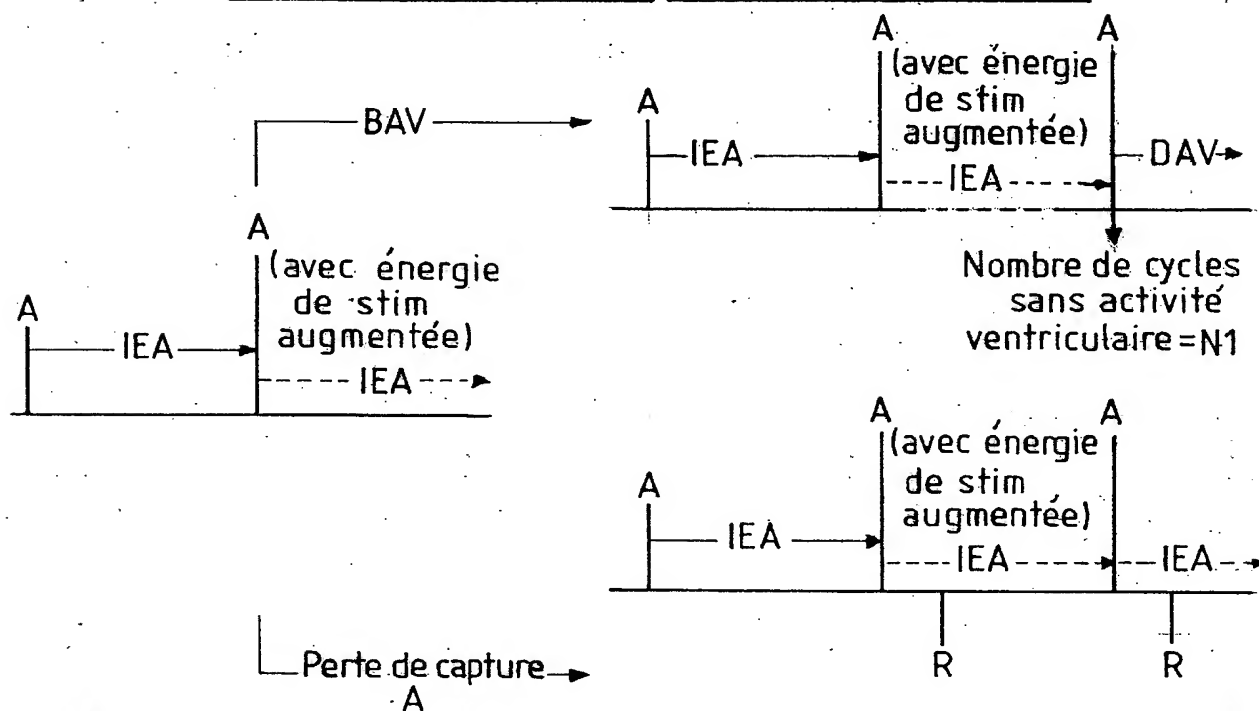 A
IEA
A
(avec énergie
de stim
augmentée)
IEA
BAV
Perte de capture
A
A
IEA
A
(avec énergie
de stim
augmentée)
IEA
A
DAV
Nombre de cycles
sans activité
ventriculaire=N1
A
IEA
A
(avec énergie
de stim
augmentée)
IEA
A
IEA
R
R